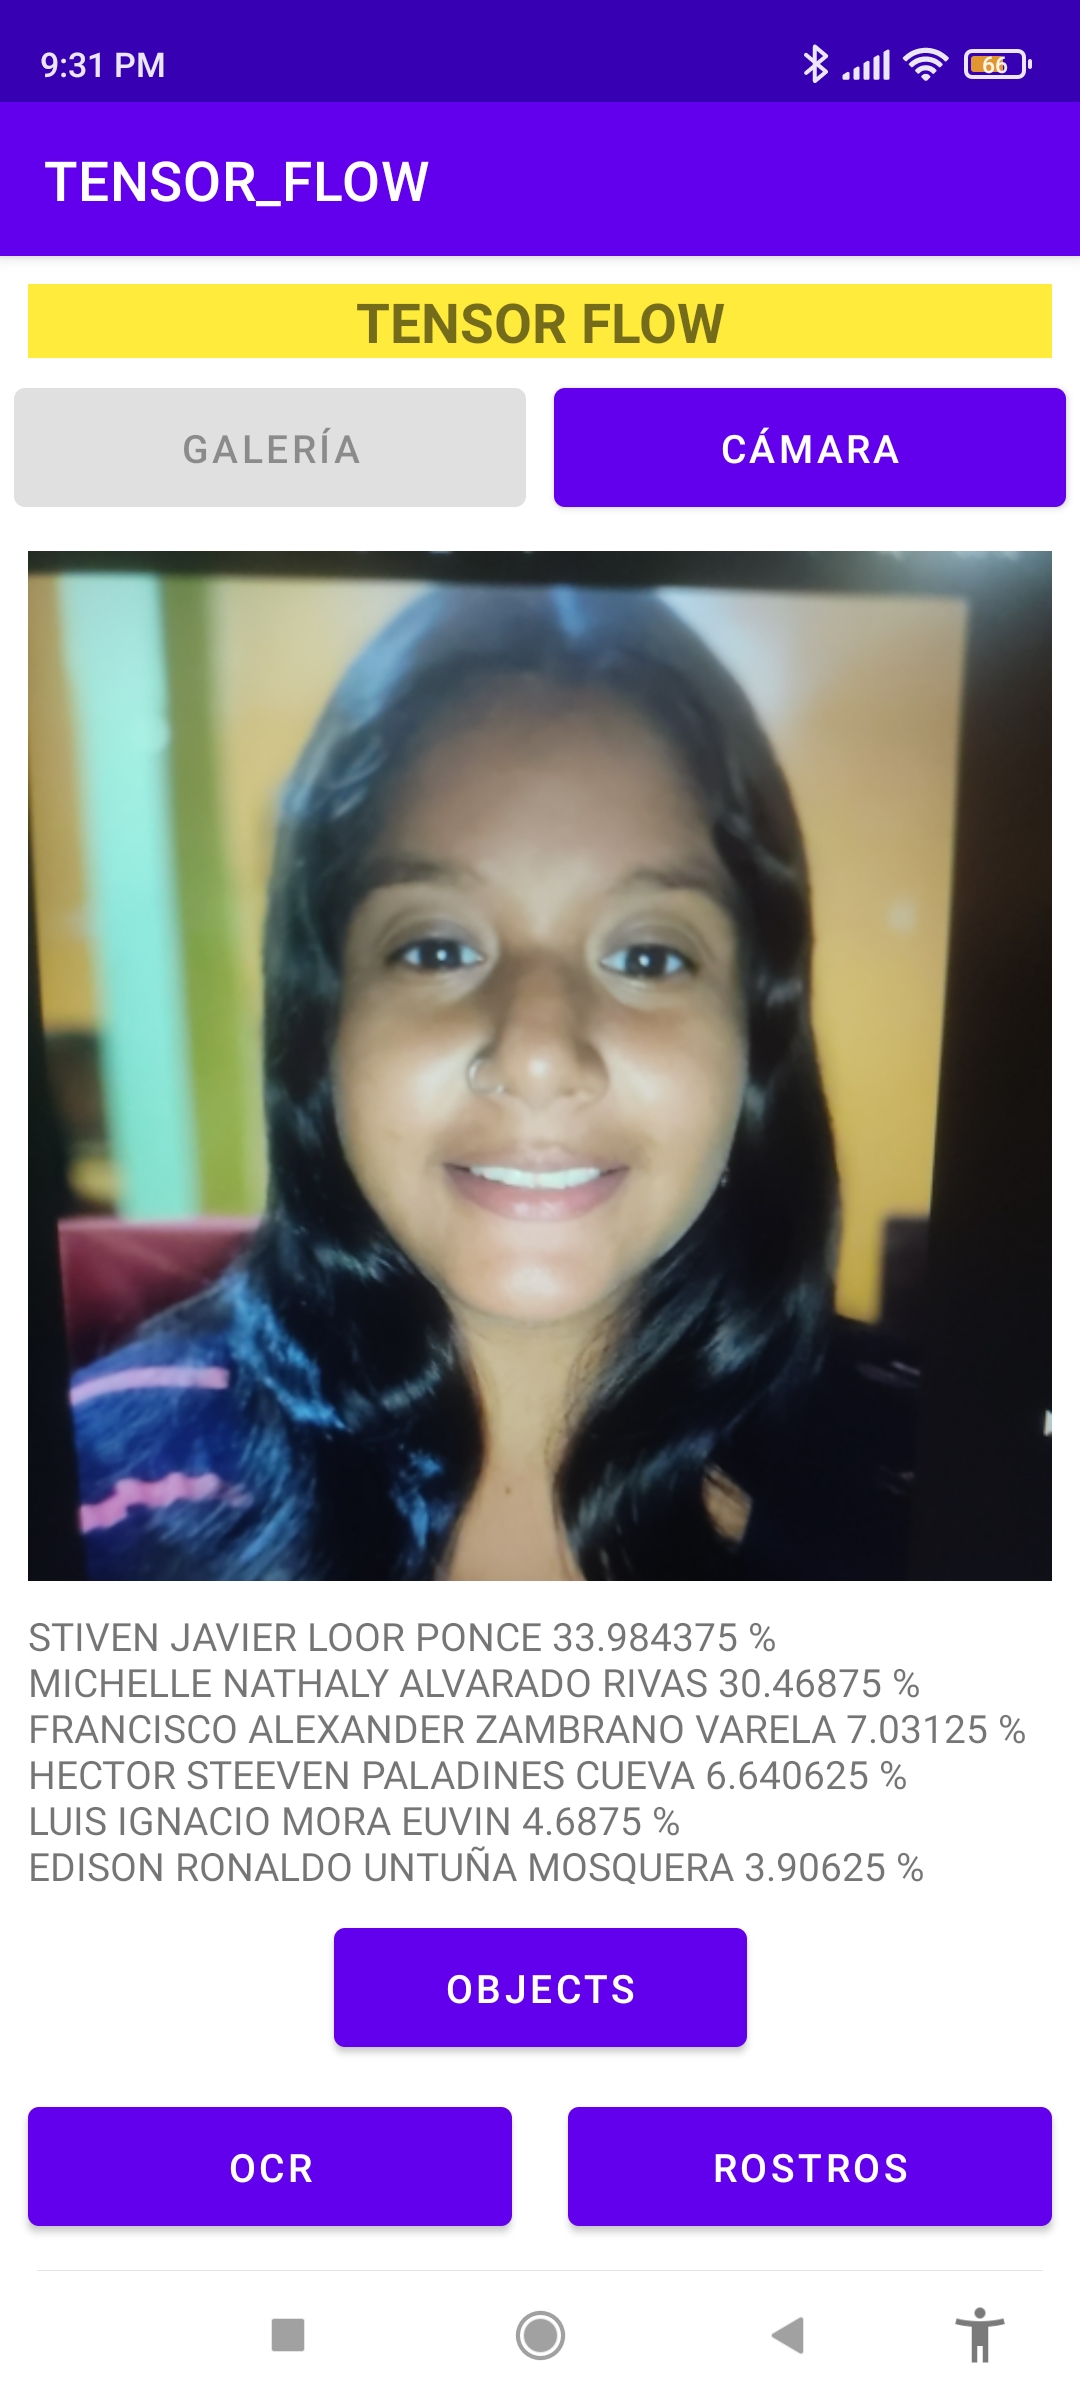 9:31 PM 66
TENSOR_FLOW
TENSOR FLOW
GALERÍA CÁMARA
STIVEN JAVIER LOOR PONCE 33.984375 %
MICHELLE NATHALY ALVARADO RIVAS 30.46875 %
FRANCISCO ALEXANDER ZAMBRANO VARELA 7.03125 %
HECTOR STEEVEN PALADINES CUEVA 6.640625 %
LUIS IGNACIO MORA EUVIN 4.6875 %
EDISON RONALDO UNTUÑA MOSQUERA 3.90625 %
OBJECTS
OCR ROSTROS